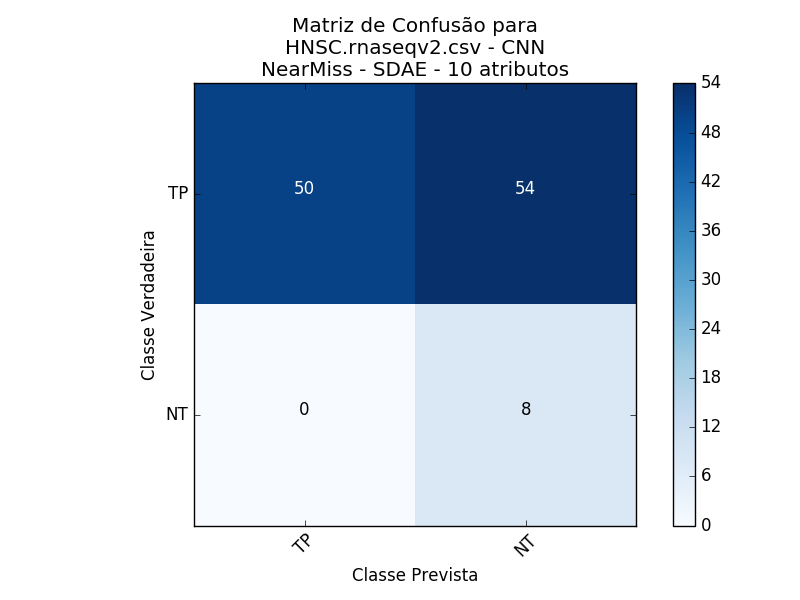 Matriz de Confusão para
HNSC.rnaseqv2.csv - CNN
NearMiss - SDAE - 10 atributos
Classe Verdadeira
TP
50
54
NT
0
8
TP
NT
Classe Prevista
54
48
42
36
30
24
18
12
6
0